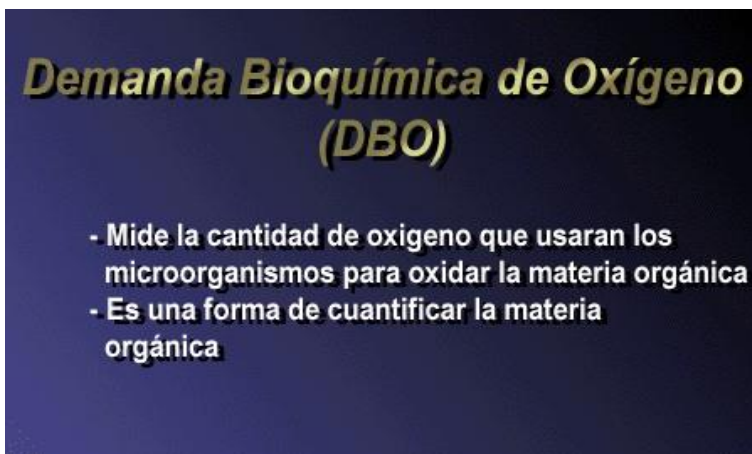 Demanda Bioquímica de Oxígeno
(DBO)
- Mide la cantidad de oxigeno que usaran los
microorganismos para oxidar la materia orgánica
- Es una forma de cuantificar la materia
orgánica